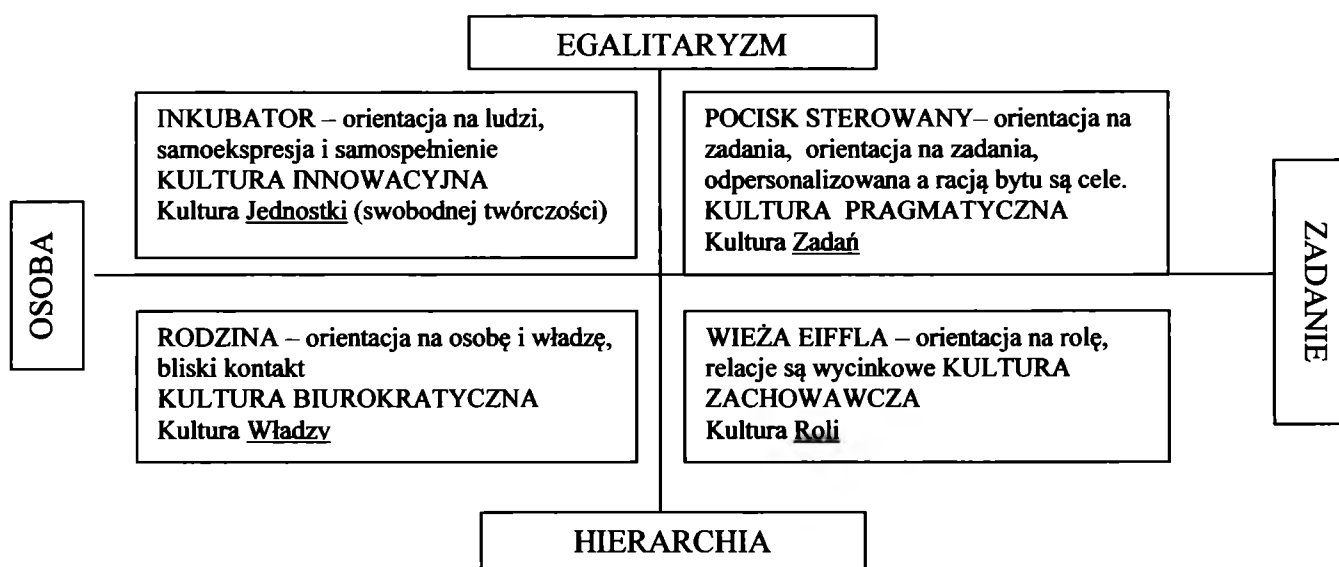 EGALITARYZM
INKUBATOR – orientacja na ludzi,
samoekspresja i samospełnienie
KULTURA INNOWACYJNA
Kultura Jednostki (swobodnej twórczości)
POCISK STEROWANY– orientacja na
zadania, orientacja na zadania,
odpersonalizowana a racją bytu są cele.
KULTURA PRAGMATYCZNA
Kultura Zadań
OSOBA
ZADANIE
RODZINA – orientacja na osobę i władzę,
bliski kontakt
KULTURA BIUROKRATYCZNA
Kultura Władzy
WIEŻA EIFFLA – orientacja na rolę,
relacje są wycinkowe KULTURA
ZACHOWAWCZA
Kultura Roli
HIERARCHIA